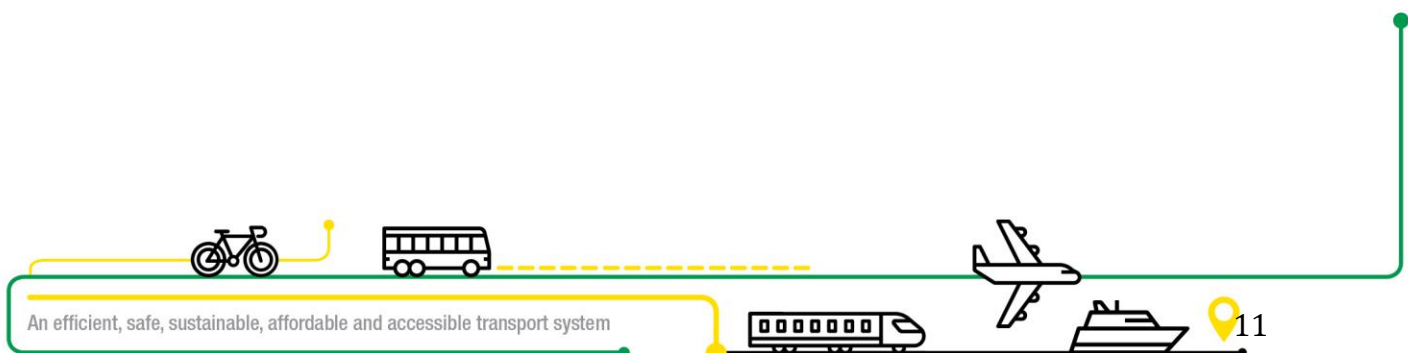 An efficient, safe, sustainable, affordable and accessible transport system
11